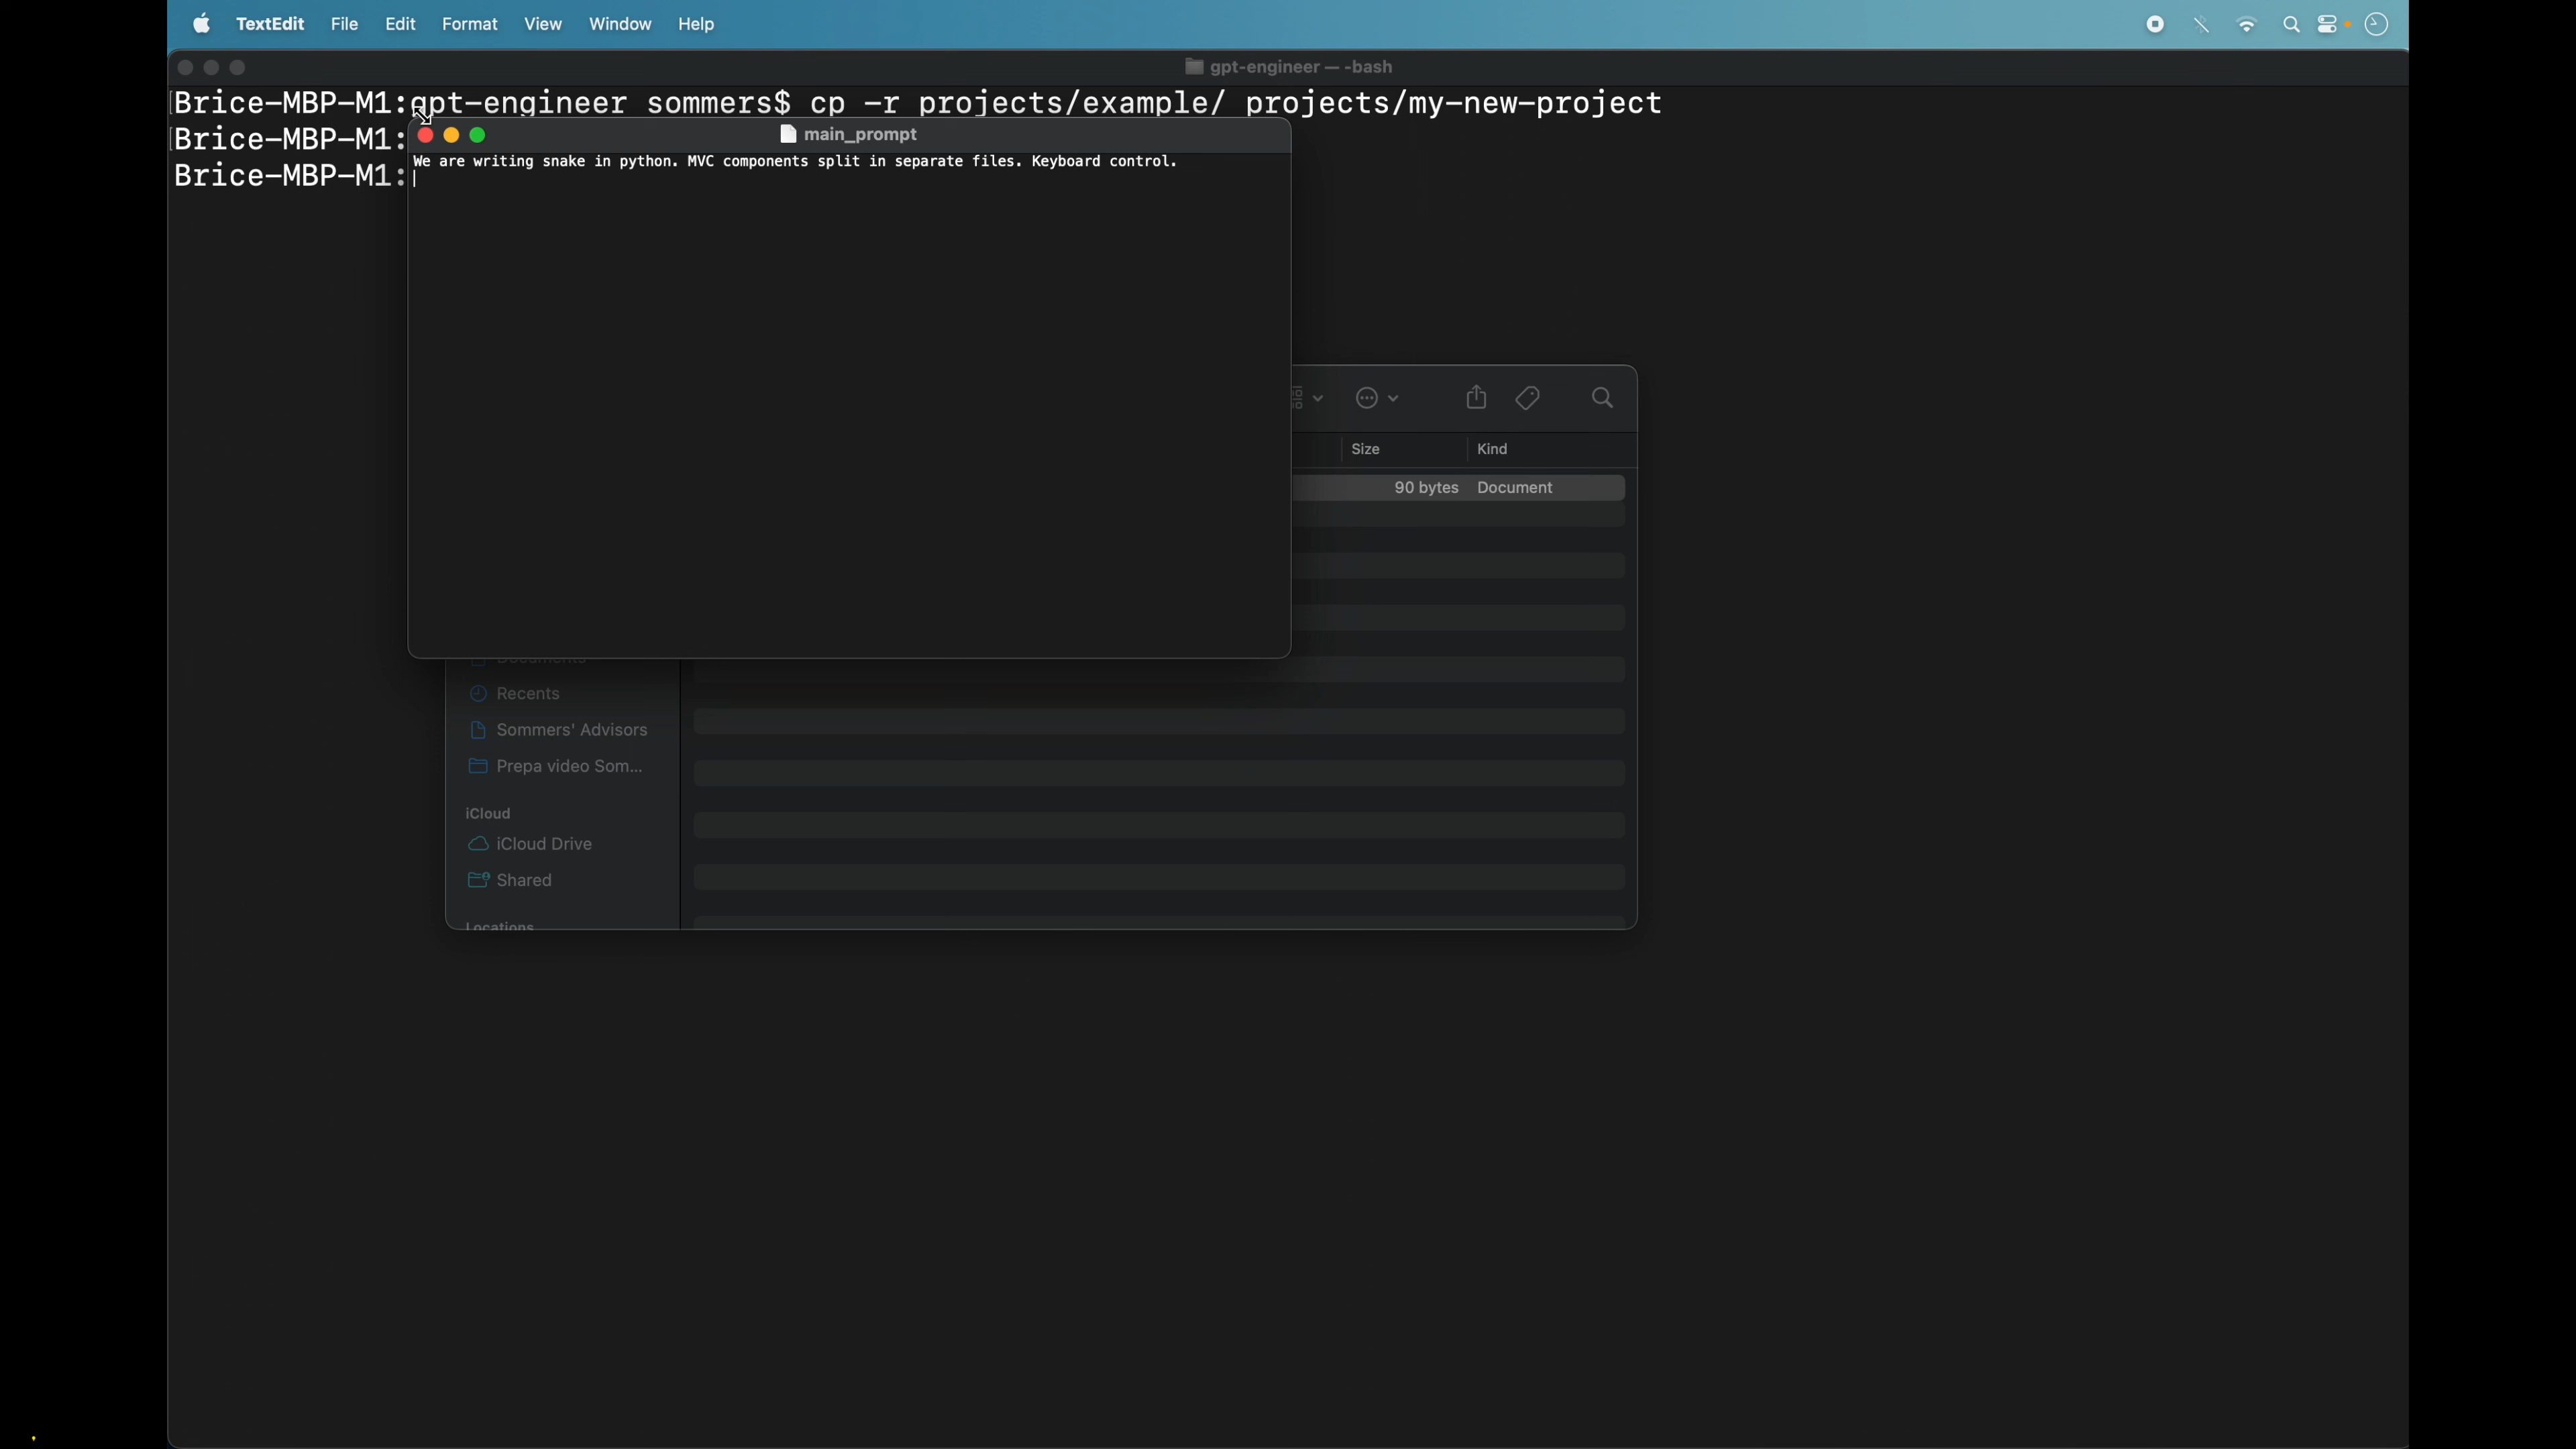 TextEdit File Edit Format View Window Help
gpt-engineer — -bash
Brice-MBP-M1:gpt-engineer sommers$ cp -r projects/example/ projects/my-new-project
Brice-MBP-M1:
Brice-MBP-M1:
main_prompt
We are writing snake in python. MVC components split in separate files. Keyboard control.
Size Kind
90 bytes Document
Documents
Recents
Sommers' Advisors
Prepa video Som...
iCloud
iCloud Drive
Shared
Locations